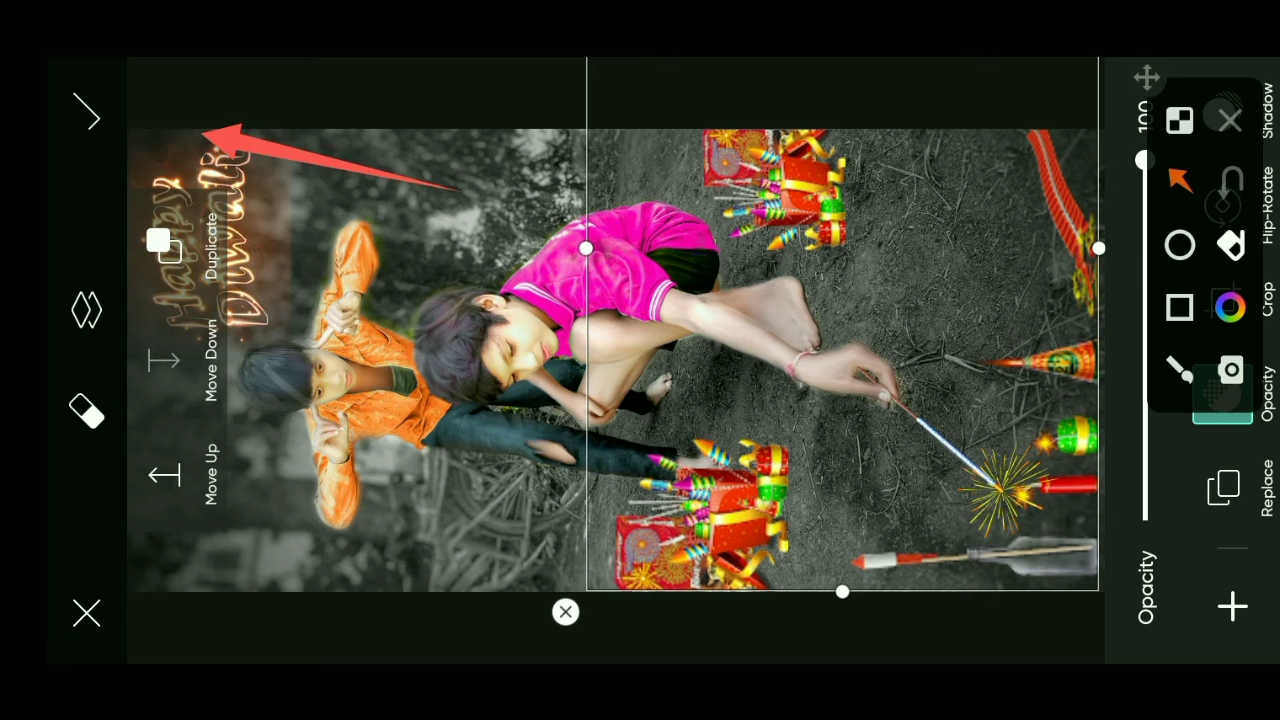 Happy
Diwali
Duplicate
Move Down
Move Up
Opacity
100
Shadow
Flip-Rotate
Crop
Opacity
Replace